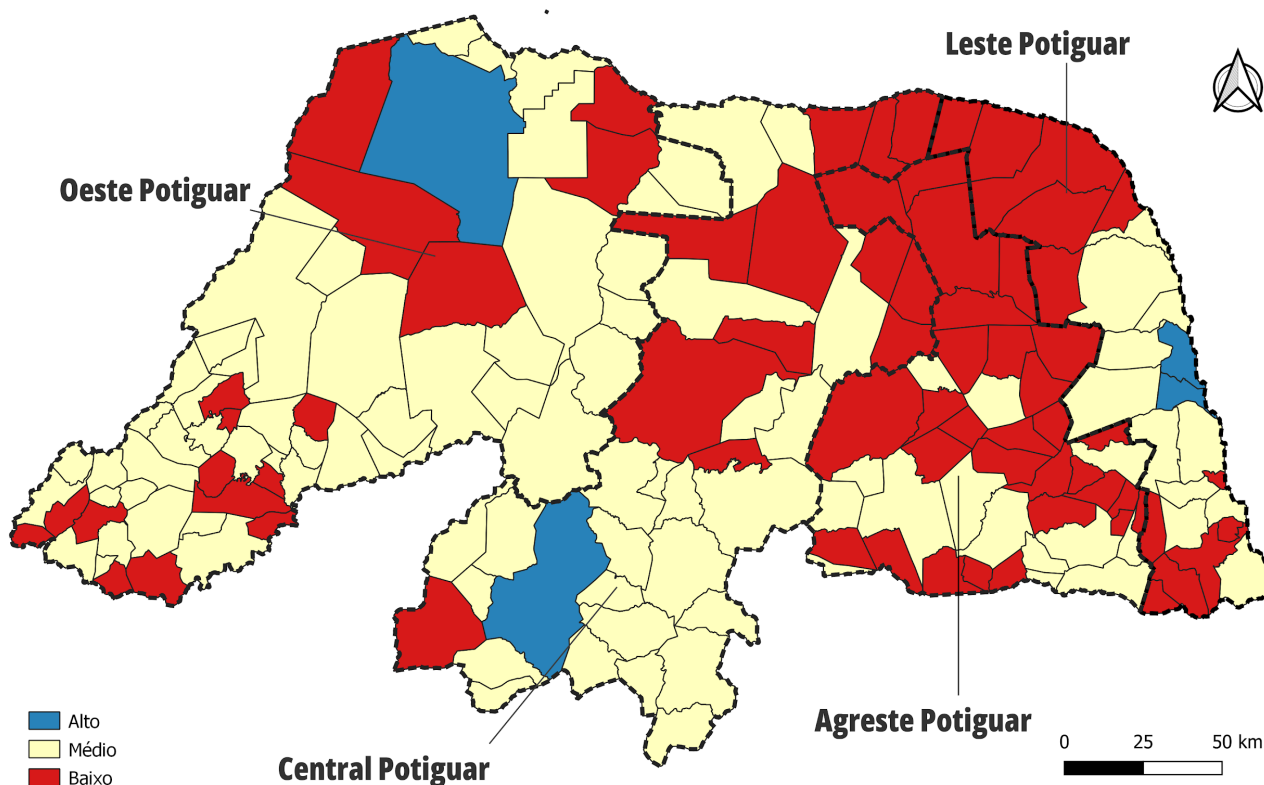 Leste Potiguar
Oeste Potiguar
Agreste Potiguar
Central Potiguar
Alto
Médio
Baixo
0 25 50 km